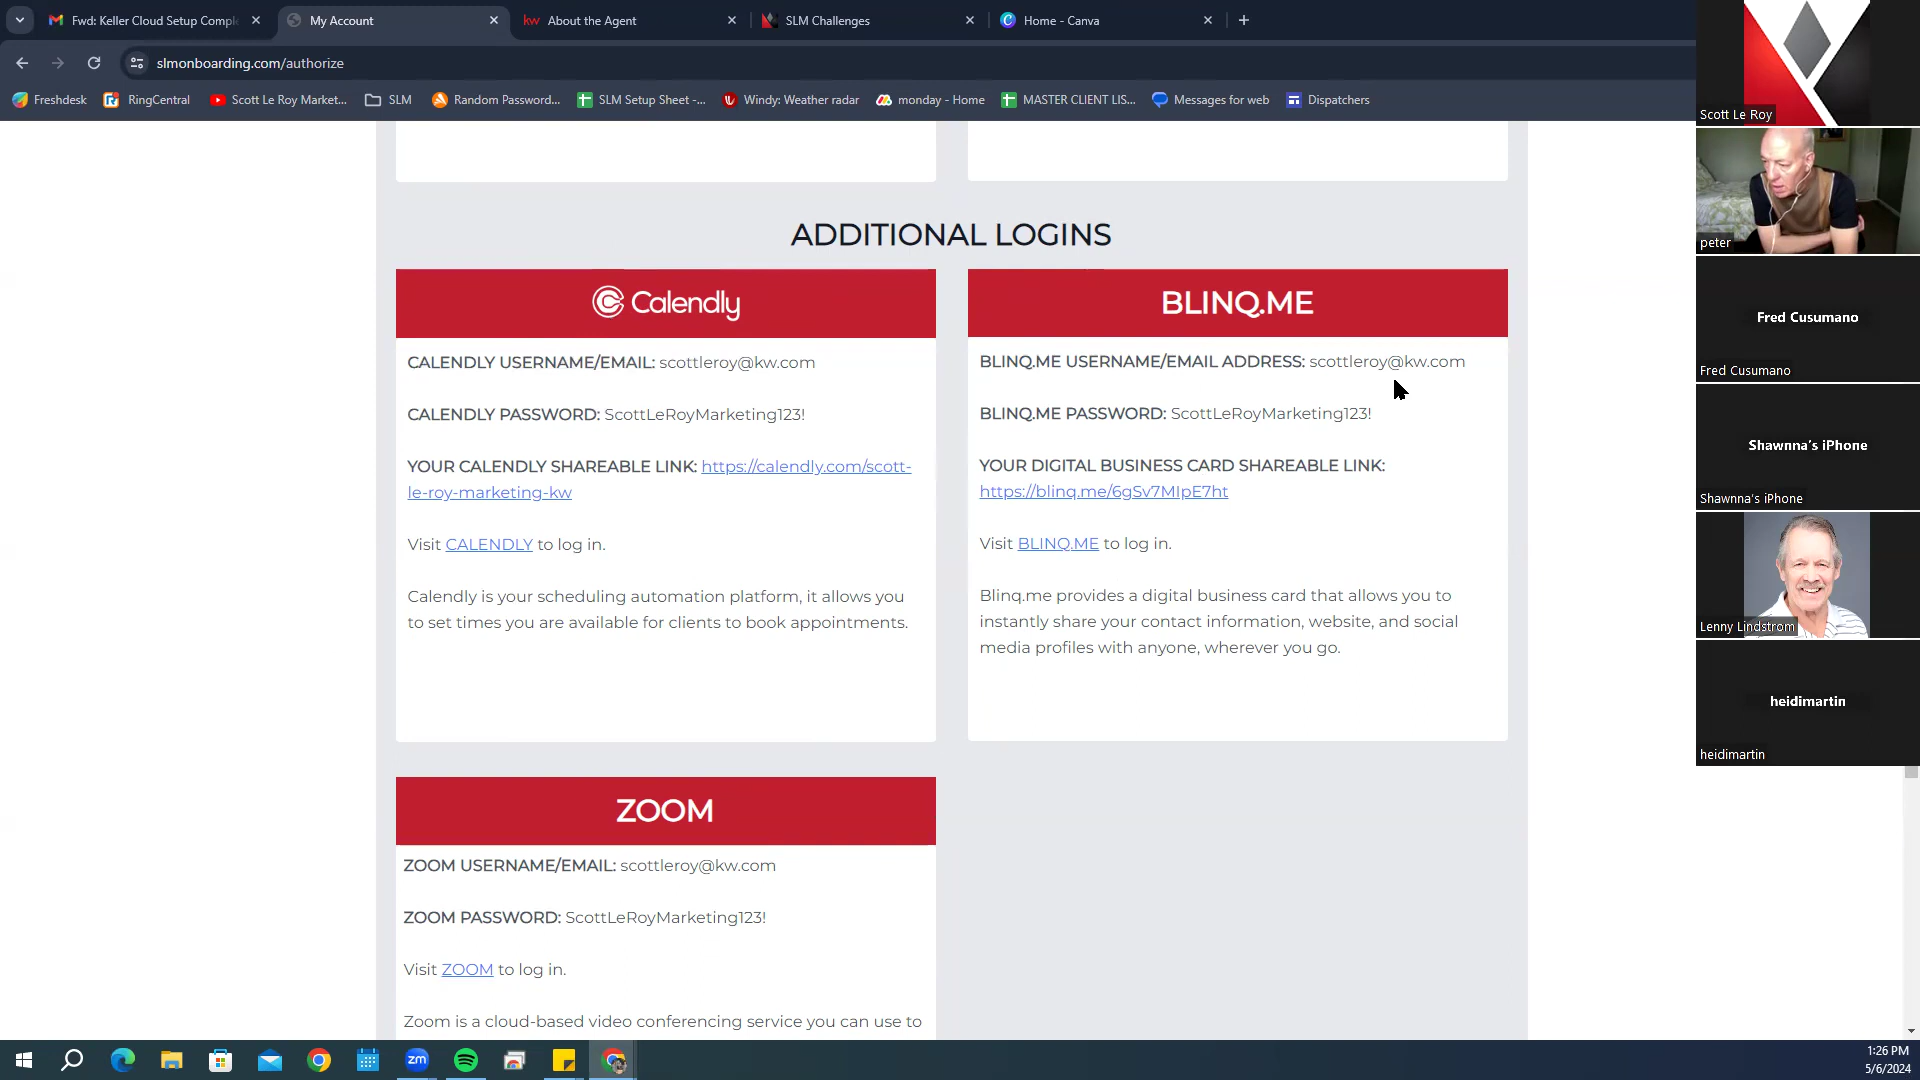 Fwd: Keller Cloud Setup Compl
My Account
kw About the Agent
SLM Challenges
Home - Canva
slmonboarding.com/authorize
Freshdesk
RingCentral
Scott Le Roy Market...
SLM
Random Password...
SLM Setup Sheet -...
Windy: Weather radar
monday - Home
MASTER CLIENT LIS...
Messages for web
Dispatchers
ADDITIONAL LOGINS
Calendly
CALENDLY USERNAME/EMAIL: scottleroy@kw.com
CALENDLY PASSWORD: ScottLeRoyMarketing123!
YOUR CALENDLY SHAREABLE LINK: https://calendly.com/scott-
le-roy-marketing-kw
Visit CALENDLY to log in.
Calendly is your scheduling automation platform, it allows you
to set times you are available for clients to book appointments.
BLINQ.ME
BLINQ.ME USERNAME/EMAIL ADDRESS: scottleroy@kw.com
BLINQ.ME PASSWORD: ScottLeRoyMarketing123!
YOUR DIGITAL BUSINESS CARD SHAREABLE LINK:
https://blinq.me/6gSv7MIpE7ht
Visit BLINQ.ME to log in.
Blinq.me provides a digital business card that allows you to
instantly share your contact information, website, and social
media profiles with anyone, wherever you go.
ZOOM
ZOOM USERNAME/EMAIL: scottleroy@kw.com
ZOOM PASSWORD: ScottLeRoyMarketing123!
Visit ZOOM to log in.
Zoom is a cloud-based video conferencing service you can use to
Scott Le Roy
peter
Fred Cusumano
Fred Cusumano
Shawnna's iPhone
Shawnna's iPhone
Lenny Lindstrom
heidimartin
heidimartin
zm
1:26 PM
5/6/2024